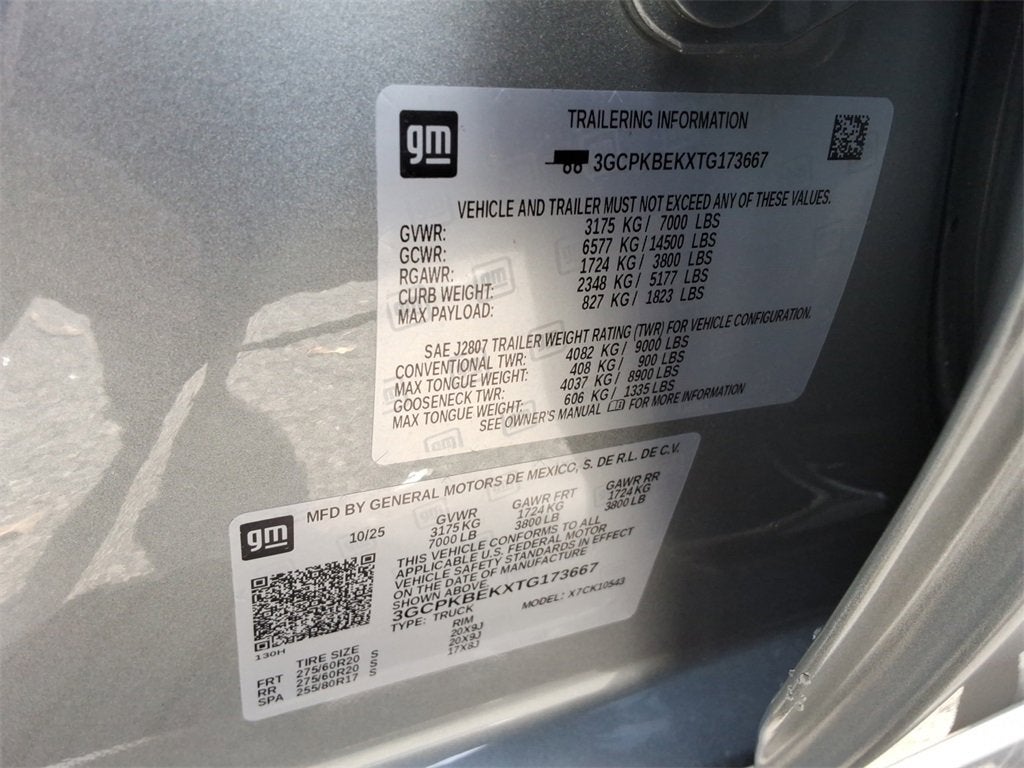 gm
TRAILERING INFORMATION
3GCPKBEKXTG173667
VEHICLE AND TRAILER MUST NOT EXCEED ANY OF THESE VALUES.
GVWR: 3175 KG / 7000 LBS
GCWR: 6577 KG / 14500 LBS
RGAWR: 1724 KG / 3800 LBS
CURB WEIGHT: 2348 KG / 5177 LBS
MAX PAYLOAD: 827 KG / 1823 LBS
SAE J2807 TRAILER WEIGHT RATING (TWR) FOR VEHICLE CONFIGURATION.
CONVENTIONAL TWR: 4082 KG / 9000 LBS
MAX TONGUE WEIGHT: 408 KG / 900 LBS
GOOSENECK TWR: 4037 KG / 8900 LBS
MAX TONGUE WEIGHT: 606 KG / 1335 LBS
SEE OWNER'S MANUAL FOR MORE INFORMATION
gm
MFD BY GENERAL MOTORS DE MEXICO, S. DE R.L. DE C.V.
10/25 GVWR GAWR FRT GAWR RR
3175 KG 1724 KG 1724 KG
7000 LB 3800 LB 3800 LB
THIS VEHICLE CONFORMS TO ALL
APPLICABLE U.S. FEDERAL MOTOR
VEHICLE SAFETY STANDARDS IN EFFECT
ON THE DATE OF MANUFACTURE
SHOWN ABOVE.
3GCPKBEKXTG173667
TYPE: TRUCK MODEL: X7CK10543
130H
TIRE SIZE RIM
FRT 275/60R20 S 20X9J
RR 275/60R20 S 20X9J
SPA 255/80R17 S 17X8J